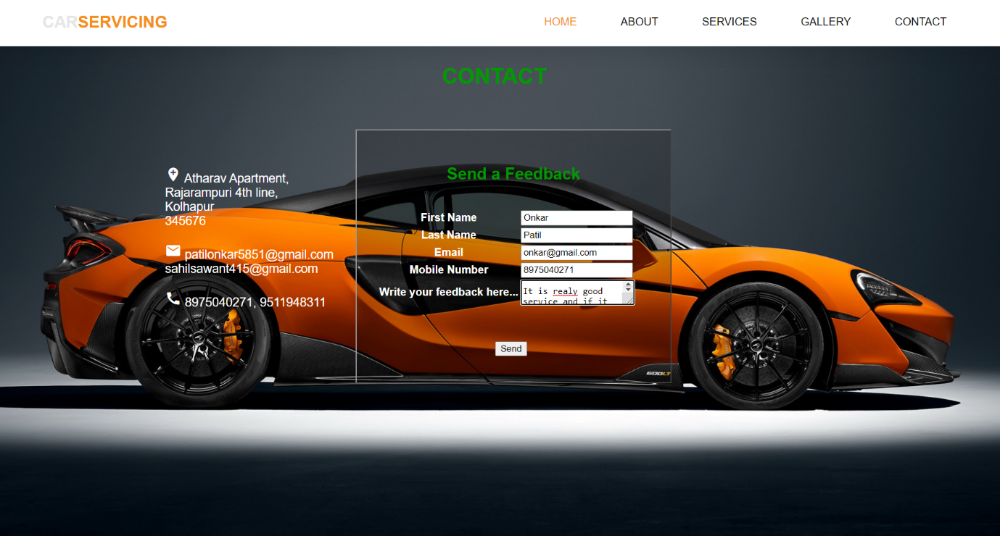 CARSERVICING
HOME ABOUT SERVICES GALLERY CONTACT
CONTACT
Atharav Apartment,
Rajarampuri 4th line,
Kolhapur
345676
patilonkar5851@gmail.com
sahilsawant415@gmail.com
8975040271, 9511948311
Send a Feedback
First Name Onkar
Last Name Patil
Email onkar@gmail.com
Mobile Number 8975040271
Write your feedback here... It is realy good
service and if it
Send
600LT